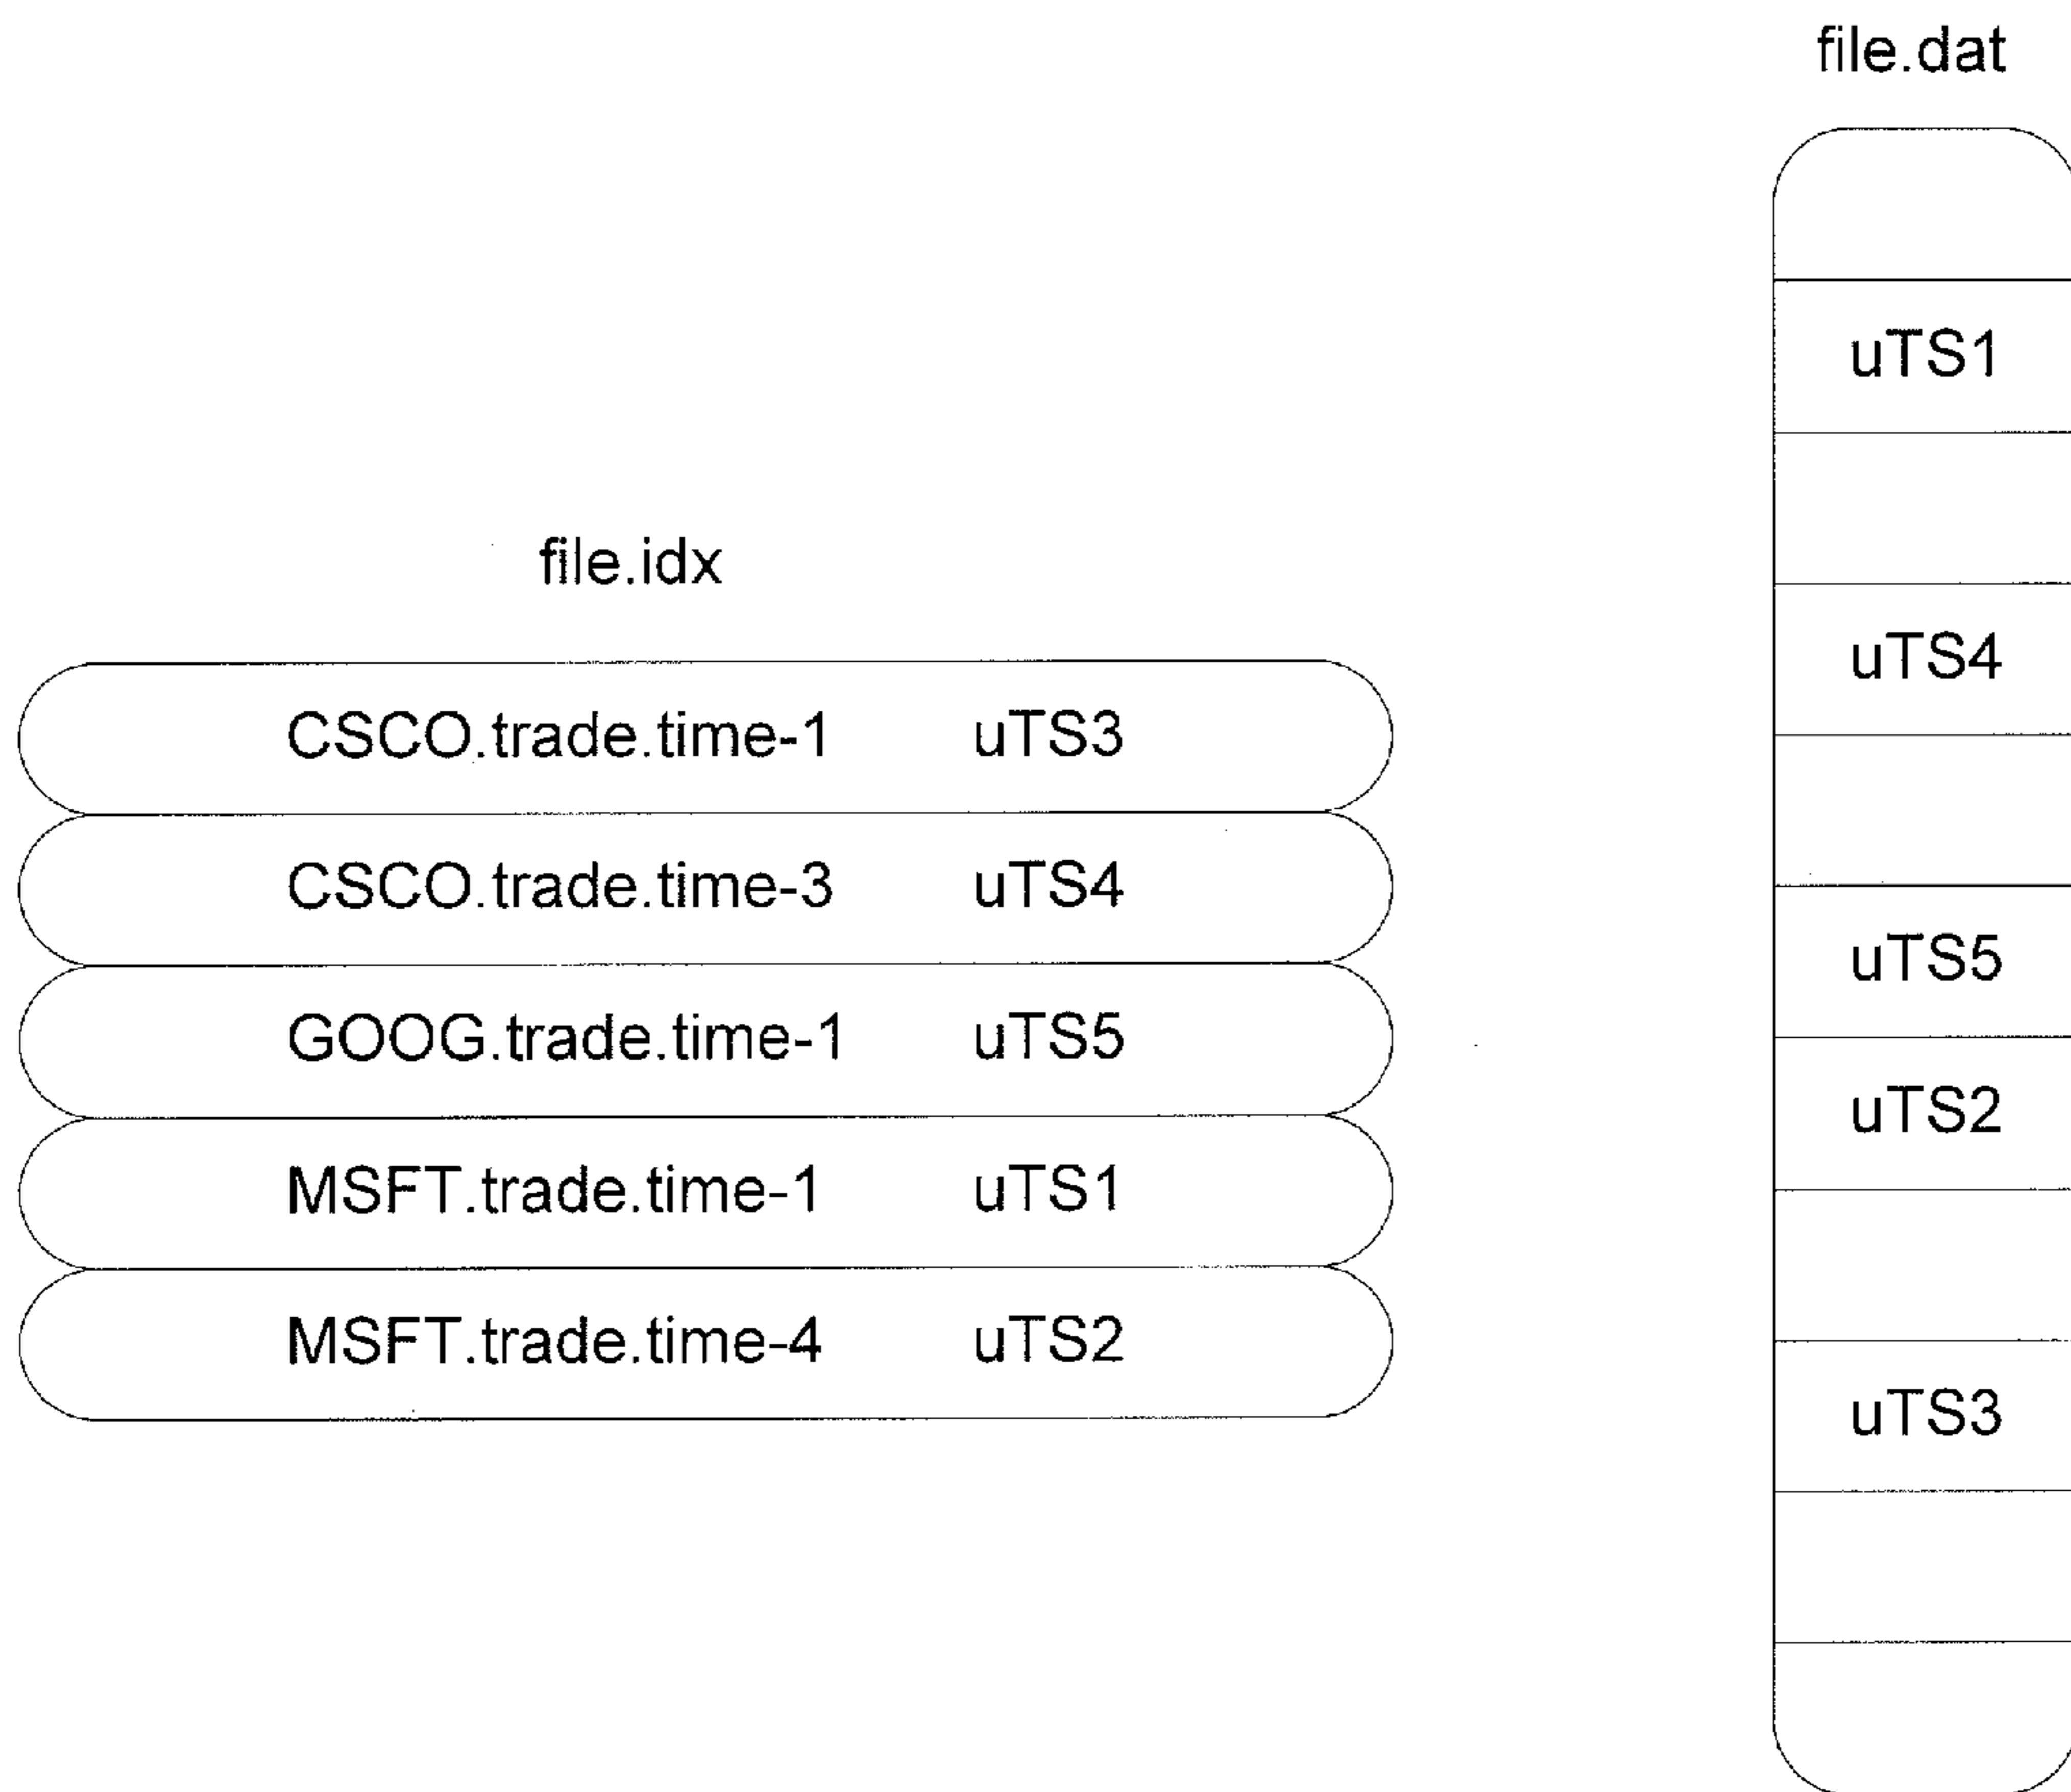 file.dat
uTS1
uTS4
uTS5
uTS2
uTS3
file.idx
CSCO.trade.time-1 uTS3
CSCO.trade.time-3 uTS4
GOOG.trade.time-1 uTS5
MSFT.trade.time-1 uTS1
MSFT.trade.time-4 uTS2